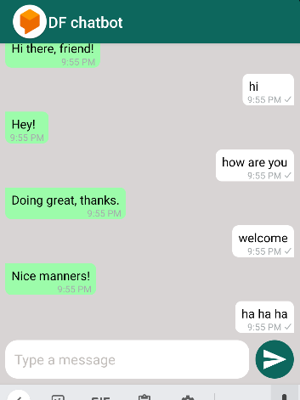 DF chatbot
Hi there, friend!
9:55 PM
hi
9:55 PM
Hey!
9:55 PM
how are you
9:55 PM
Doing great, thanks.
9:55 PM
welcome
9:55 PM
Nice manners!
9:55 PM
ha ha ha
9:55 PM
Type a message
GIF